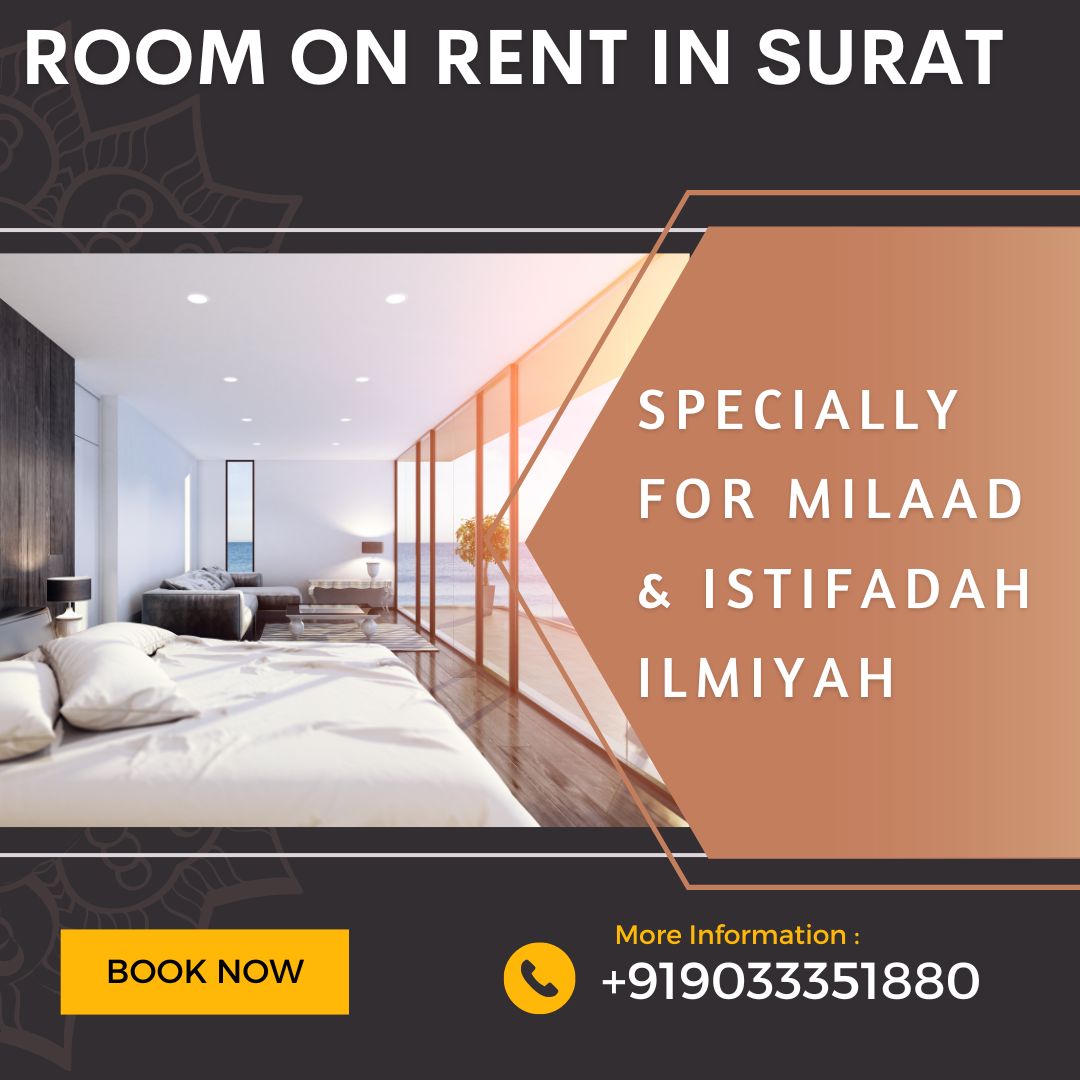 ROOM ON RENT IN SURAT
SPECIALLY
FOR MILAAD
& ISTIFADAH
ILMIYAH
BOOK NOW
More Information :
+919033351880